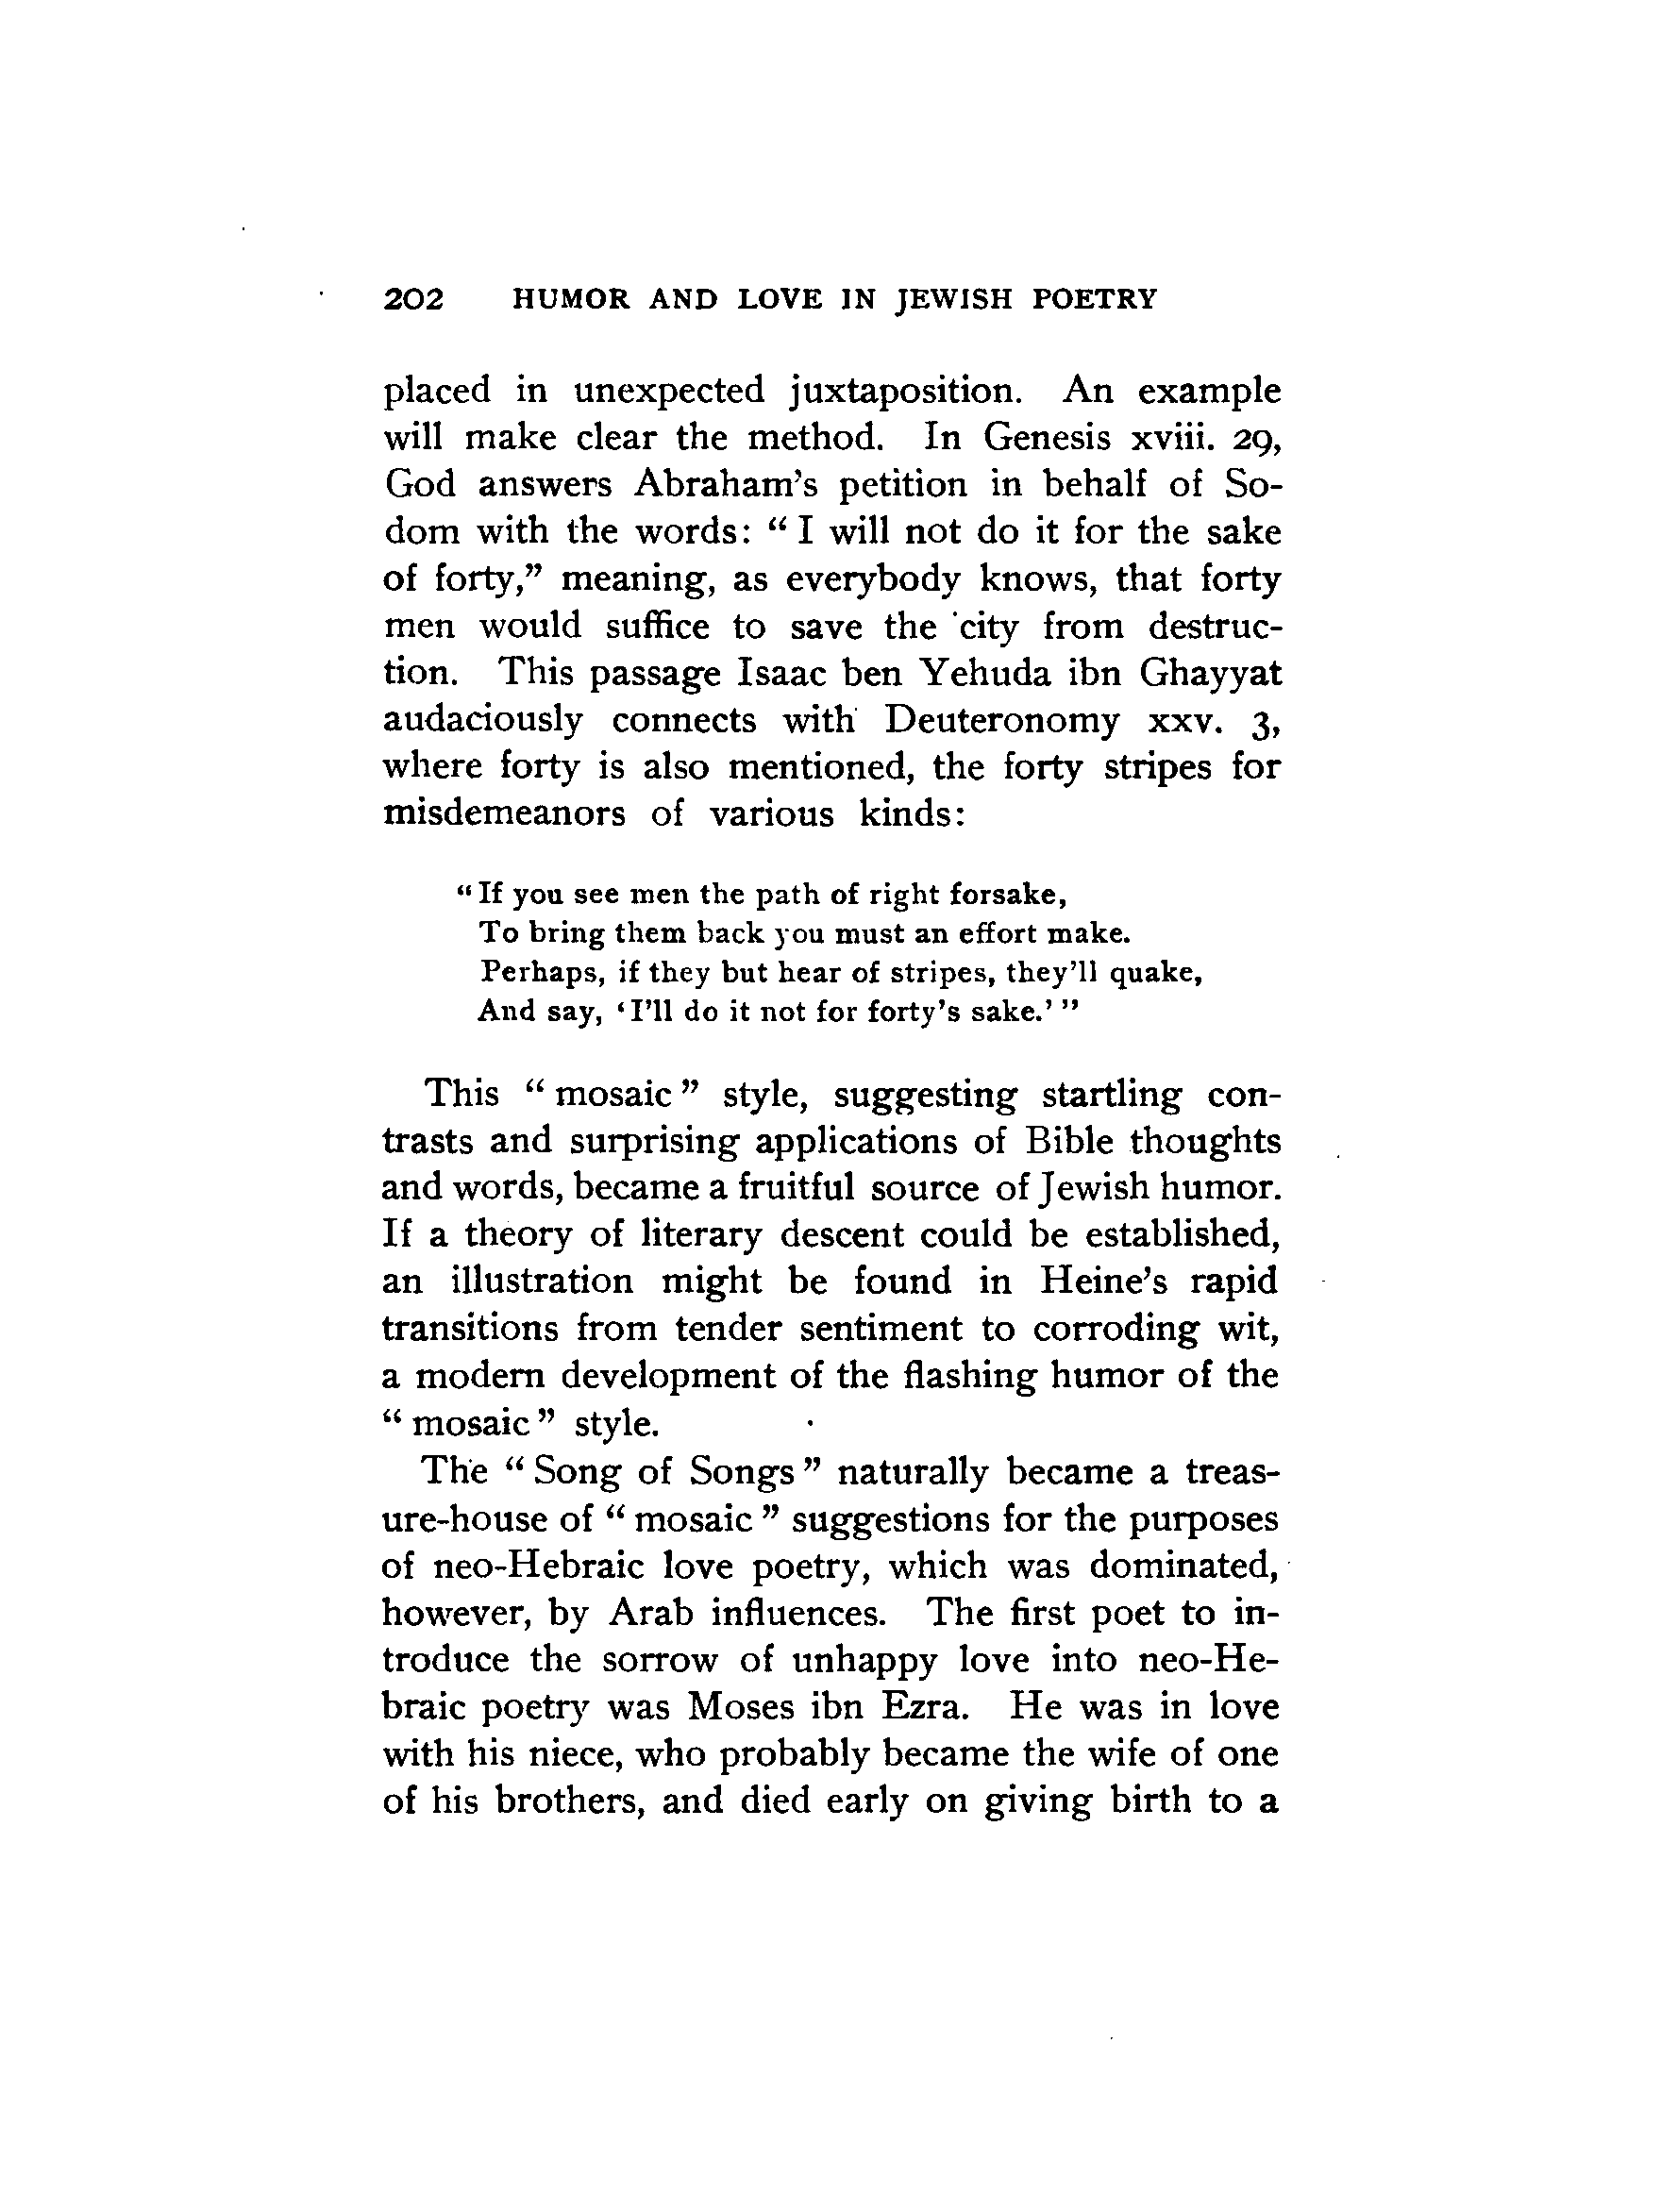 202 HUMOR AND LOVE IN JEWISH POETRY
placed in unexpected juxtaposition. An example
will make clear the method. In Genesis xviii. 29,
God answers Abraham's petition in behalf of So-
dom with the words: “ I will not do it for the sake
of forty,” meaning, as everybody knows, that forty
men would suffice to save the city from destruc-
tion. This passage Isaac ben Yehuda ibn Ghayyat
audaciously connects with Deuteronomy xxv. 3,
where forty is also mentioned, the forty stripes for
misdemeanors of various kinds:
“ If you see men the path of right forsake,
To bring them back you must an effort make.
Perhaps, if they but hear of stripes, they'll quake,
And say, ‘I'll do it not for forty's sake.’ ”
This “ mosaic ” style, suggesting startling con-
trasts and surprising applications of Bible thoughts
and words, became a fruitful source of Jewish humor.
If a theory of literary descent could be established,
an illustration might be found in Heine's rapid
transitions from tender sentiment to corroding wit,
a modern development of the flashing humor of the
“ mosaic ” style.
The “ Song of Songs ” naturally became a treas-
ure-house of “ mosaic ” suggestions for the purposes
of neo-Hebraic love poetry, which was dominated,
however, by Arab influences. The first poet to in-
troduce the sorrow of unhappy love into neo-He-
braic poetry was Moses ibn Ezra. He was in love
with his niece, who probably became the wife of one
of his brothers, and died early on giving birth to a